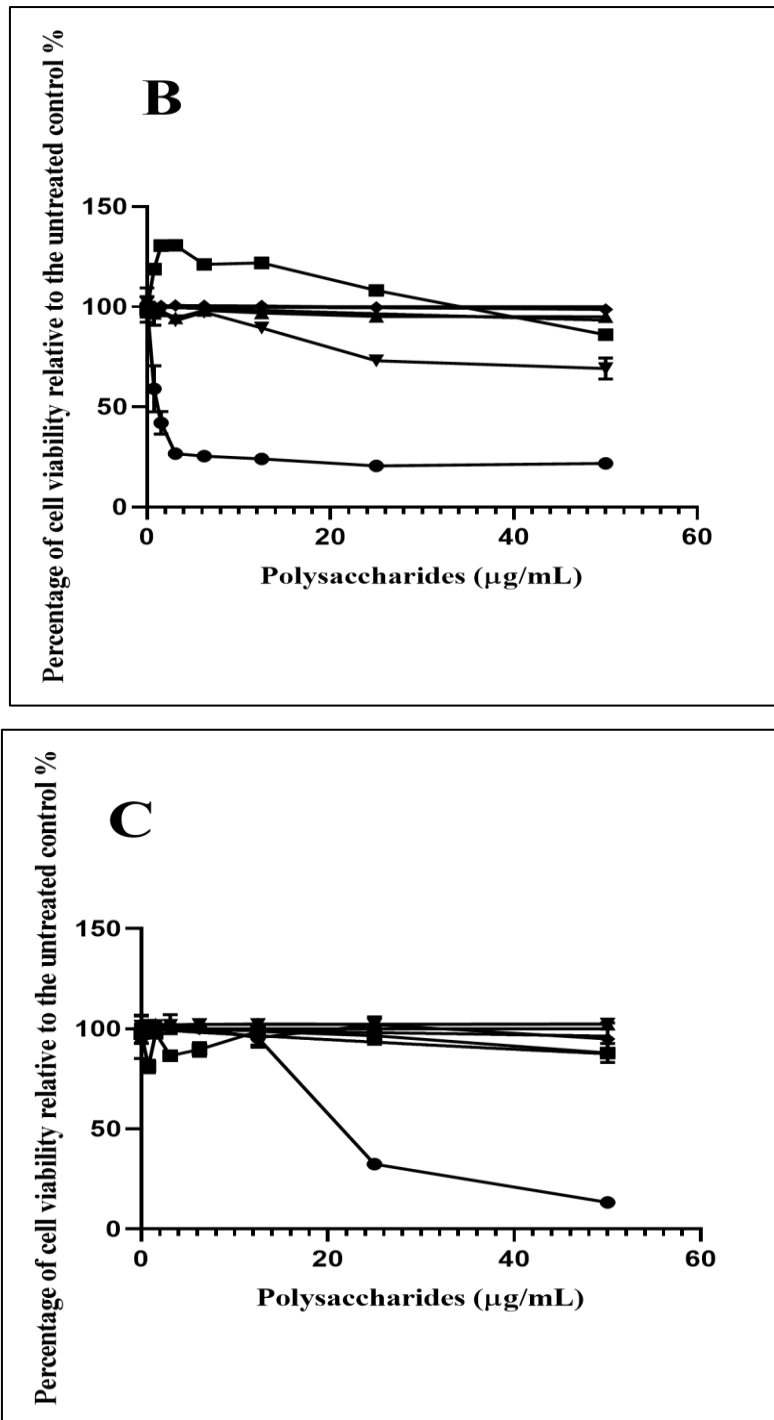 B
Percentage of cell viability relative to the untreated control %
150
100
50
0
0 20 40 60
Polysaccharides (μg/mL)
C
Percentage of cell viability relative to the untreated control %
150
100
50
0
0 20 40 60
Polysaccharides (μg/mL)